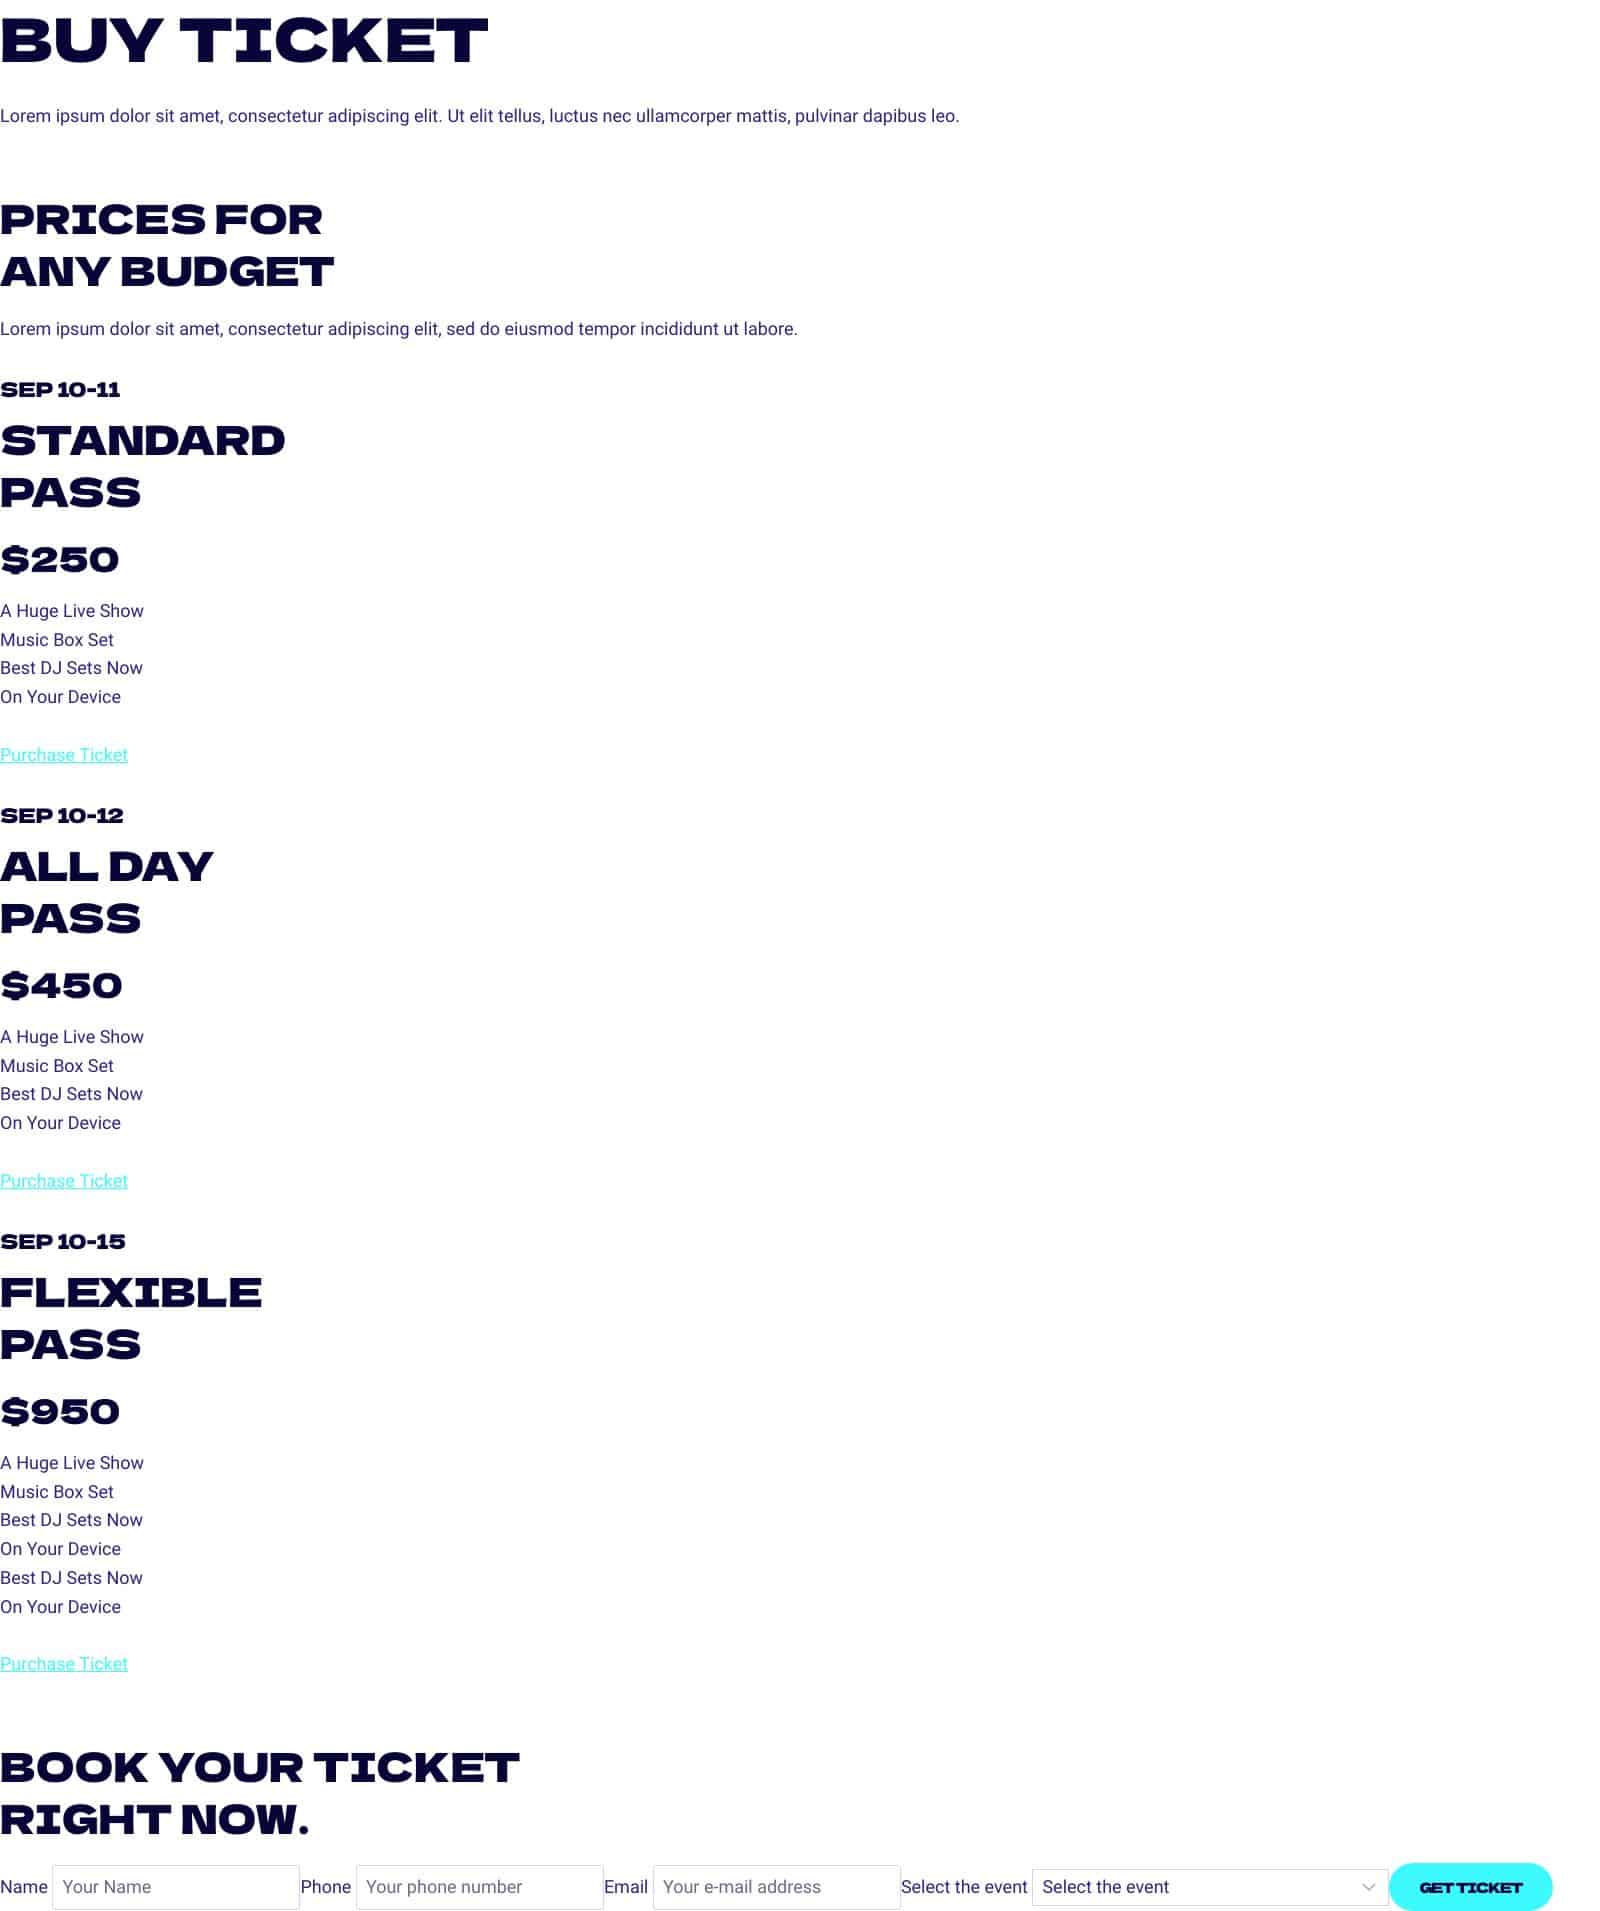 BUY TICKET
Lorem ipsum dolor sit amet, consectetur adipiscing elit. Ut elit tellus, luctus nec ullamcorper mattis, pulvinar dapibus leo.
PRICES FOR
ANY BUDGET
Lorem ipsum dolor sit amet, consectetur adipiscing elit, sed do eiusmod tempor incididunt ut labore.
SEP 10-11
STANDARD
PASS
$250
A Huge Live Show
Music Box Set
Best DJ Sets Now
On Your Device
Purchase Ticket
SEP 10-12
ALL DAY
PASS
$450
A Huge Live Show
Music Box Set
Best DJ Sets Now
On Your Device
Purchase Ticket
SEP 10-15
FLEXIBLE
PASS
$950
A Huge Live Show
Music Box Set
Best DJ Sets Now
On Your Device
Best DJ Sets Now
On Your Device
Purchase Ticket
BOOK YOUR TICKET
RIGHT NOW.
Name Your Name Phone Your phone number Email Your e-mail address Select the event Select the event GET TICKET